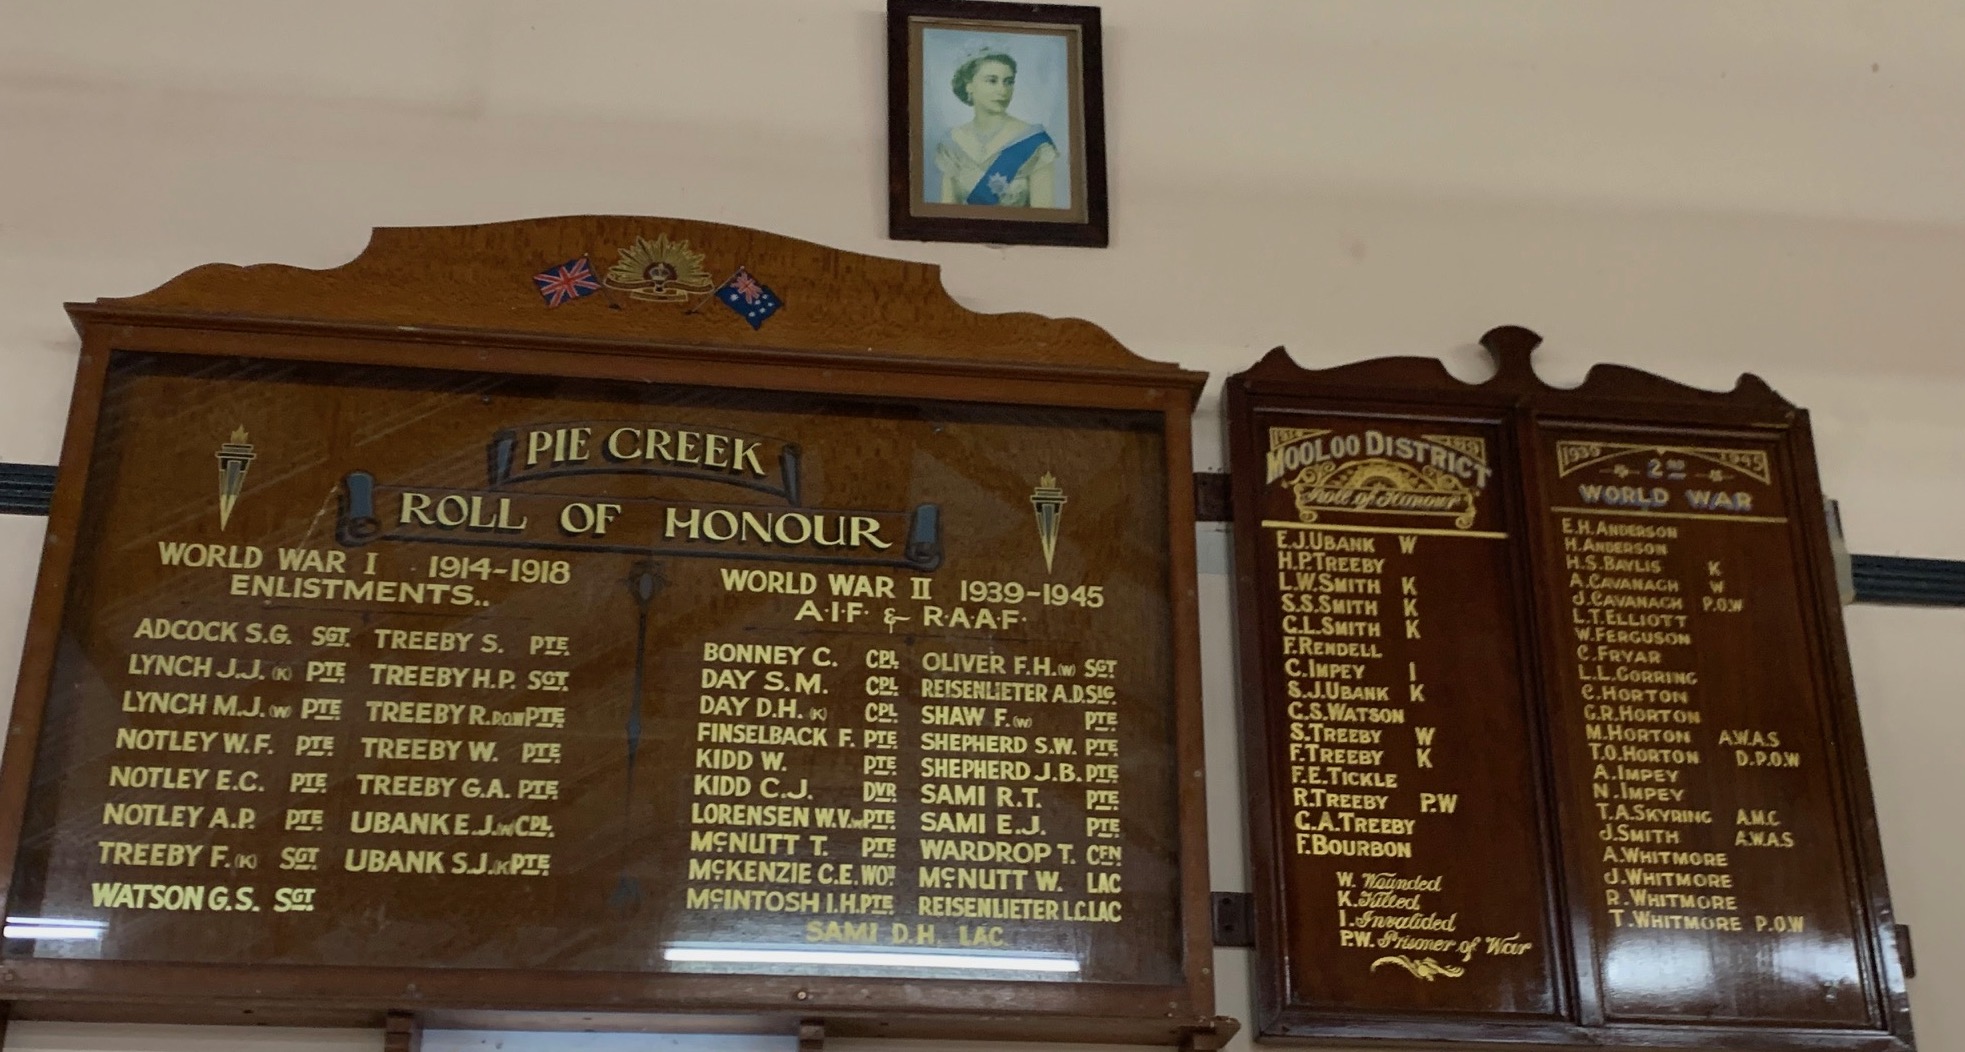 PIE CREEK
ROLL OF HONOUR
WORLD WAR I 1914-1918
ENLISTMENTS..
ADCOCK S.G. SGT. TREEBY S. PTE.
LYNCH J.J. (K) PTE TREEBY H.P. SGT.
LYNCH M.J. (W) PTE. TREEBY R. P.O.W PTE.
NOTLEY W.F. PTE. TREEBY W. PTE.
NOTLEY E.C. PTE. TREEBY G.A. PTE.
NOTLEY A.P. PTE. UBANK E.J. (W) CPL.
TREEBY F. (K) SGT UBANK S.J. (K) PTE.
WATSON G.S. SGT.
WORLD WAR II 1939-1945
A.I.F. & R.A.A.F.
BONNEY C. CPL OLIVER F.H. (W) SGT
DAY S.M. CPL REISENLIETER A.D. SIG.
DAY D.H. (K) CPL. SHAW F. (W) PTE.
FINSELBACK F. PTE. SHEPHERD S.W. PTE.
KIDD W. PTE. SHEPHERD J.B. PTE.
KIDD C.J. DVR. SAMI R.T. PTE.
LORENSEN W.V. (W) PTE. SAMI E.J. PTE.
McNUTT T. PTE. WARDROP T. CFN.
McKENZIE C.E. WOII McNUTT W. LAC
McINTOSH I.H. PTE. REISENLIETER L.C. LAC
SAMI D.H. LAC
1914 1919
MOOLOO DISTRICT
Role of Honour
E.J. UBANK W
H.P. TREEBY
L.W. SMITH K
S.S. SMITH K
C.L. SMITH K
F. RENDELL
C. IMPEY I
S.J. UBANK K
C.S. WATSON
S. TREEBY W
F. TREEBY K
F.E. TICKLE
R. TREEBY P.W
C.A. TREEBY
F. BOURBON
W. Wounded
K. Killed
I. Invalided
P.W. Prisoner of War
1939 1945
2ND
WORLD WAR
E.H. ANDERSON
H. ANDERSON
H.S. BAYLIS K
A. CAVANAGH W
J. CAVANAGH P.O.W
L.T. ELLIOTT
W. FERGUSON
C. FRYAR
L.L. GORRING
C. HORTON
G.R. HORTON
M. HORTON A.W.A.S
T.O. HORTON D.P.O.W
A. IMPEY
N. IMPEY
T.A. SKYRING A.M.C
J. SMITH A.W.A.S
A. WHITMORE
J. WHITMORE
R. WHITMORE
T. WHITMORE P.O.W